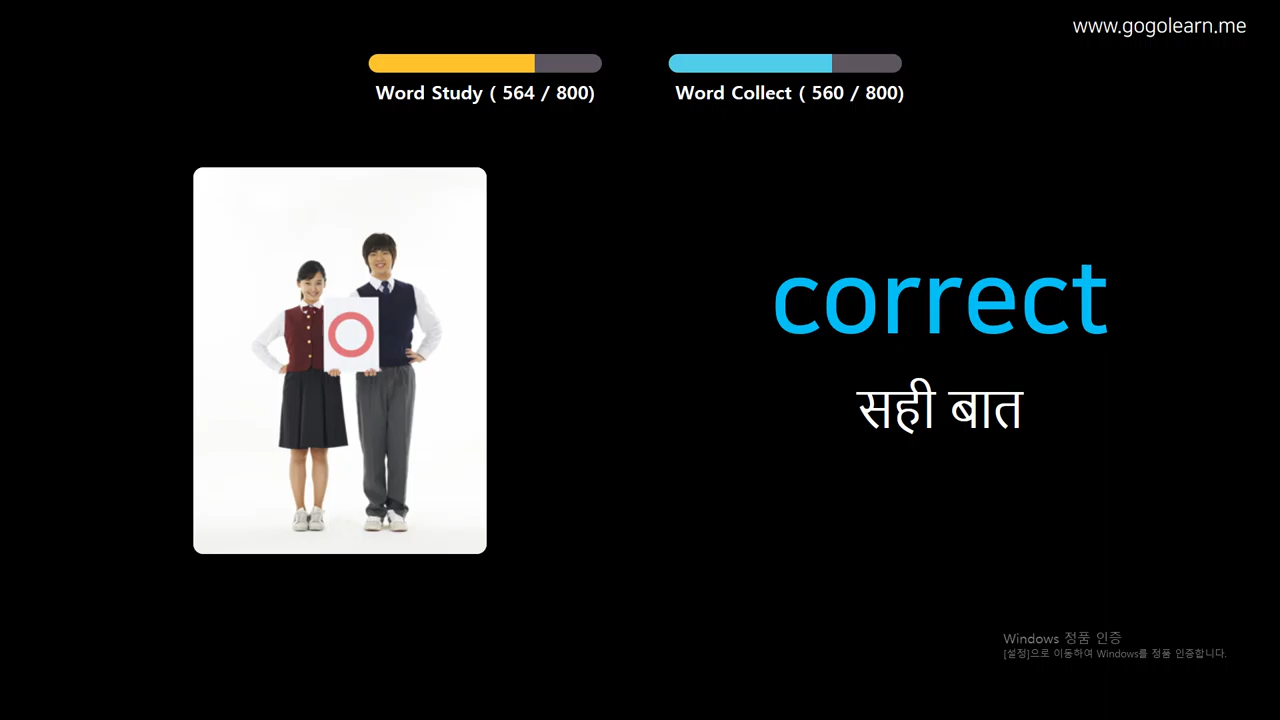 www.gogolearn.me
Word Study ( 564 / 800)
Word Collect ( 560 / 800)
correct
सही बात
Windows 정품 인증
[설정]으로 이동하여 Windows를 정품 인증합니다.